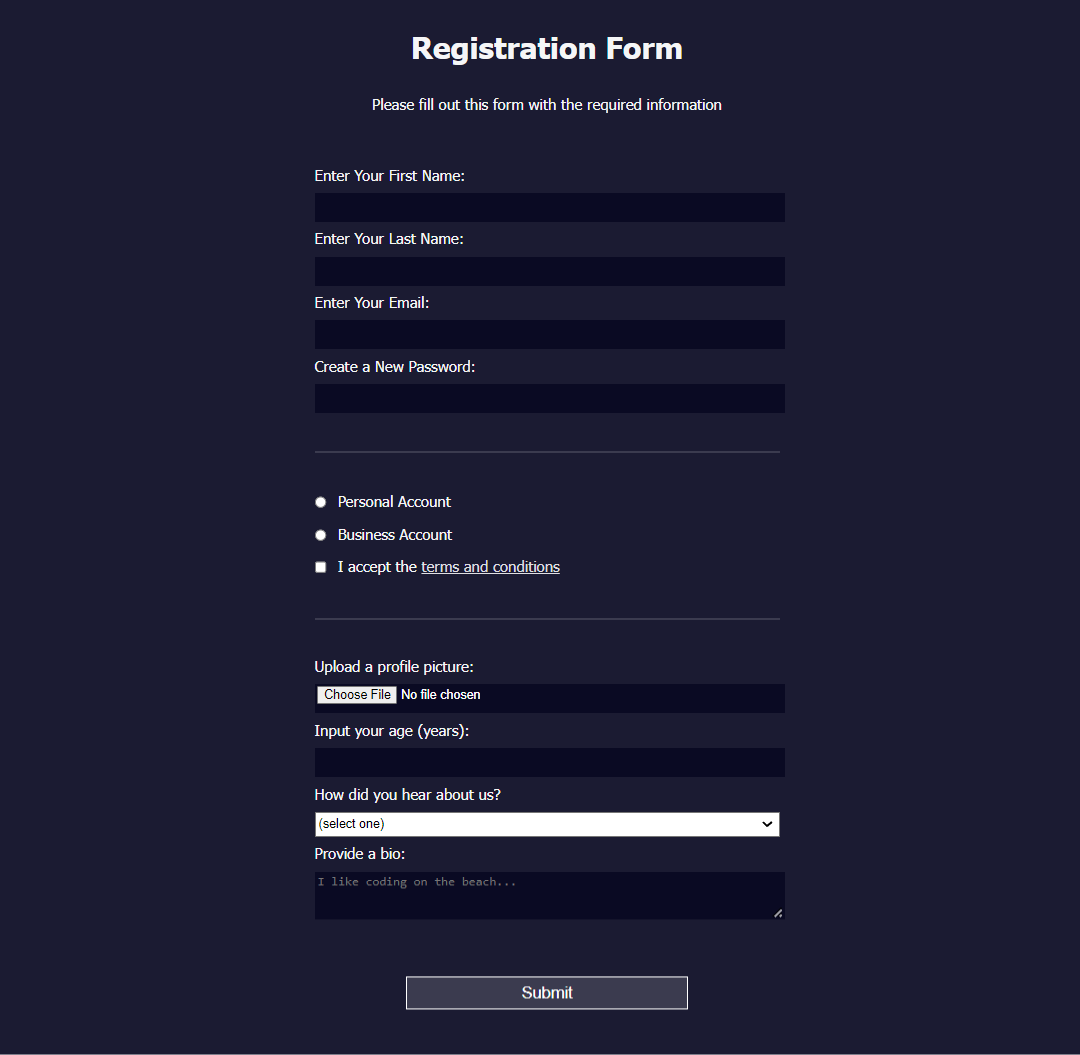 Registration Form
Please fill out this form with the required information
Enter Your First Name:
Enter Your Last Name:
Enter Your Email:
Create a New Password:
Personal Account
Business Account
I accept the terms and conditions
Upload a profile picture:
Choose File No file chosen
Input your age (years):
How did you hear about us?
(select one)
Provide a bio:
I like coding on the beach...
Submit